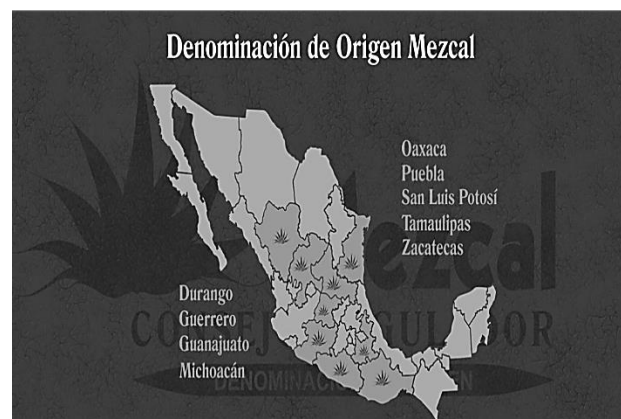 Denominación de Origen Mezcal
Oaxaca
Puebla
San Luis Potosí
Tamaulipas
Zacatecas
Durango
Guerrero
Guanajuato
Michoacán